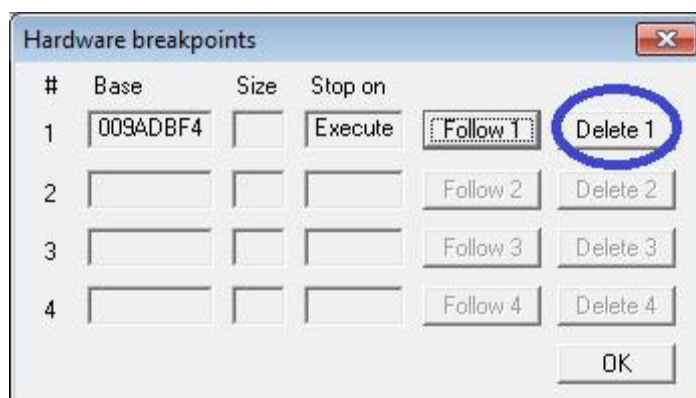 Hardware breakpoints
# Base Size Stop on
1 009ADBF4 Execute Follow 1 Delete 1
2 Follow 2 Delete 2
3 Follow 3 Delete 3
4 Follow 4 Delete 4
OK